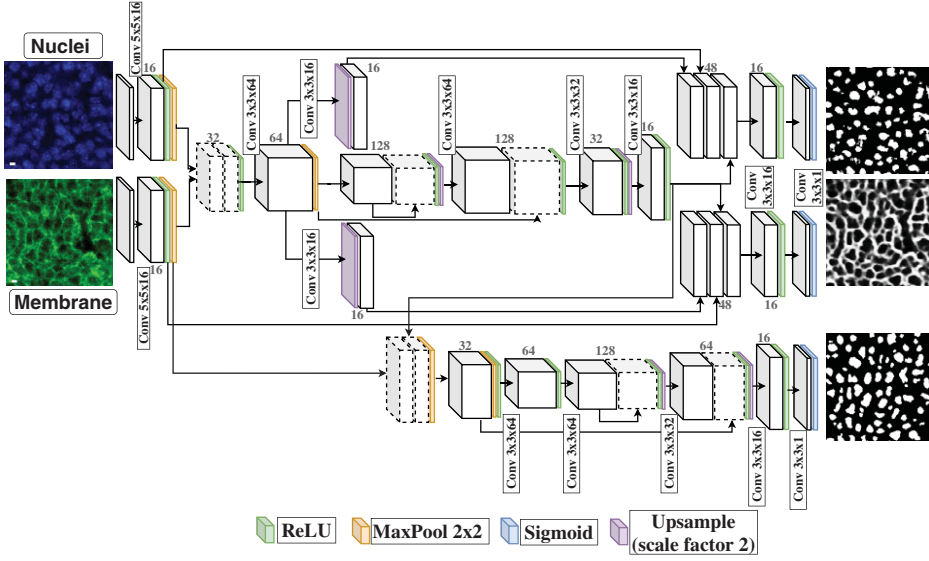 Nuclei
Conv 5x5x16
16
32
Conv 3x3x64
64
Conv 3x3x16
16
128
Conv 3x3x64
128
Conv 3x3x32
32
Conv 3x3x16
16
48
16
Membrane
Conv 5x5x16
16
Conv 3x3x16
16
48
Conv
3x3x16
16
Conv
3x3x1
32
Conv 3x3x64
64
Conv 3x3x64
128
Conv 3x3x32
64
Conv 3x3x16
16
Conv 3x3x1
ReLU
MaxPool 2x2
Sigmoid
Upsample
(scale factor 2)